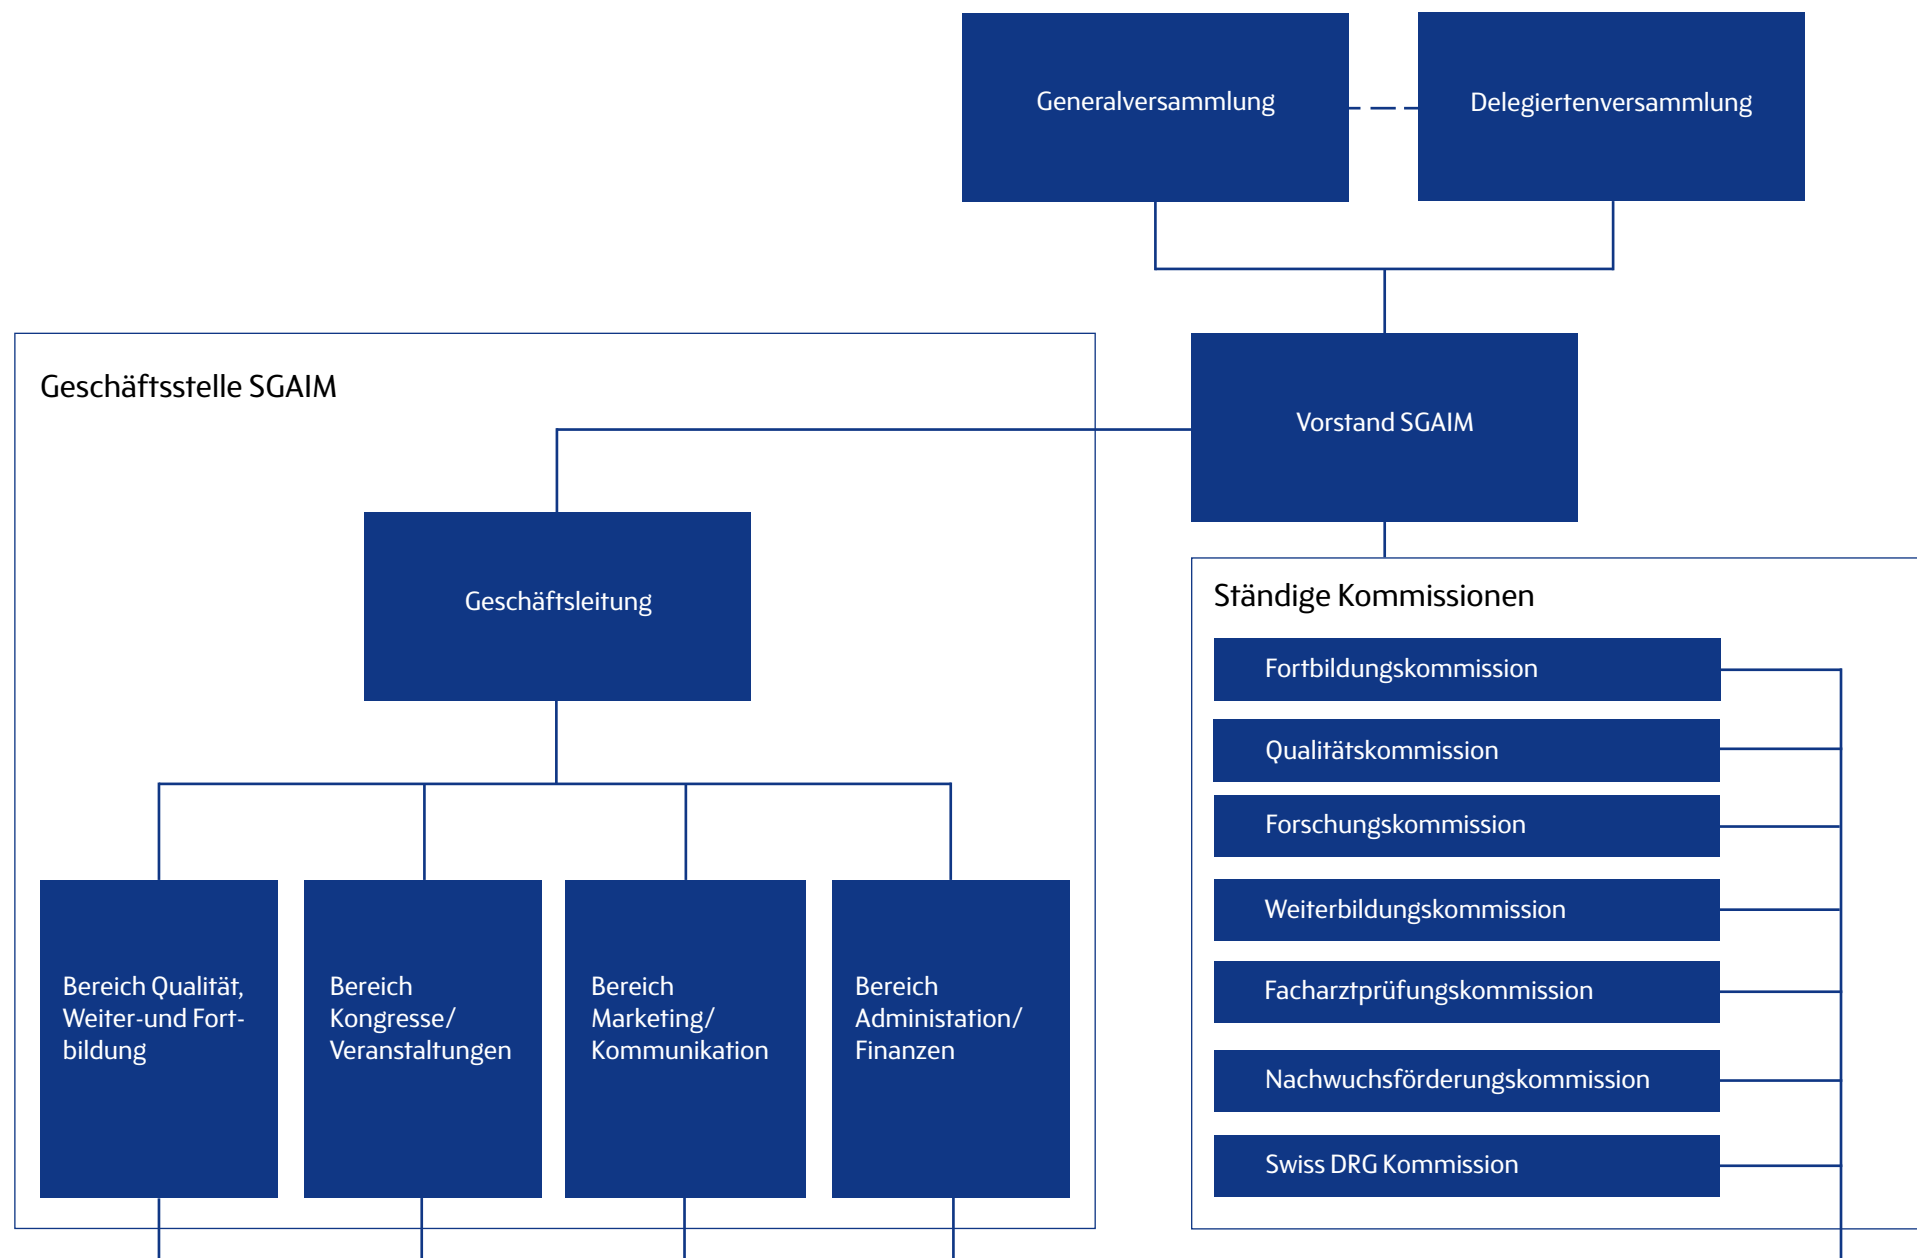 Generalversammlung
Delegiertenversammlung
Geschäftsstelle SGAIM
Vorstand SGAIM
Geschäftsleitung
Bereich Qualität,
Weiter-und Fort-
bildung
Bereich
Kongresse/
Veranstaltungen
Bereich
Marketing/
Kommunikation
Bereich
Administation/
Finanzen
Ständige Kommissionen
Fortbildungskommission
Qualitätskommission
Forschungskommission
Weiterbildungskommission
Facharztprüfungskommission
Nachwuchsförderungskommission
Swiss DRG Kommission